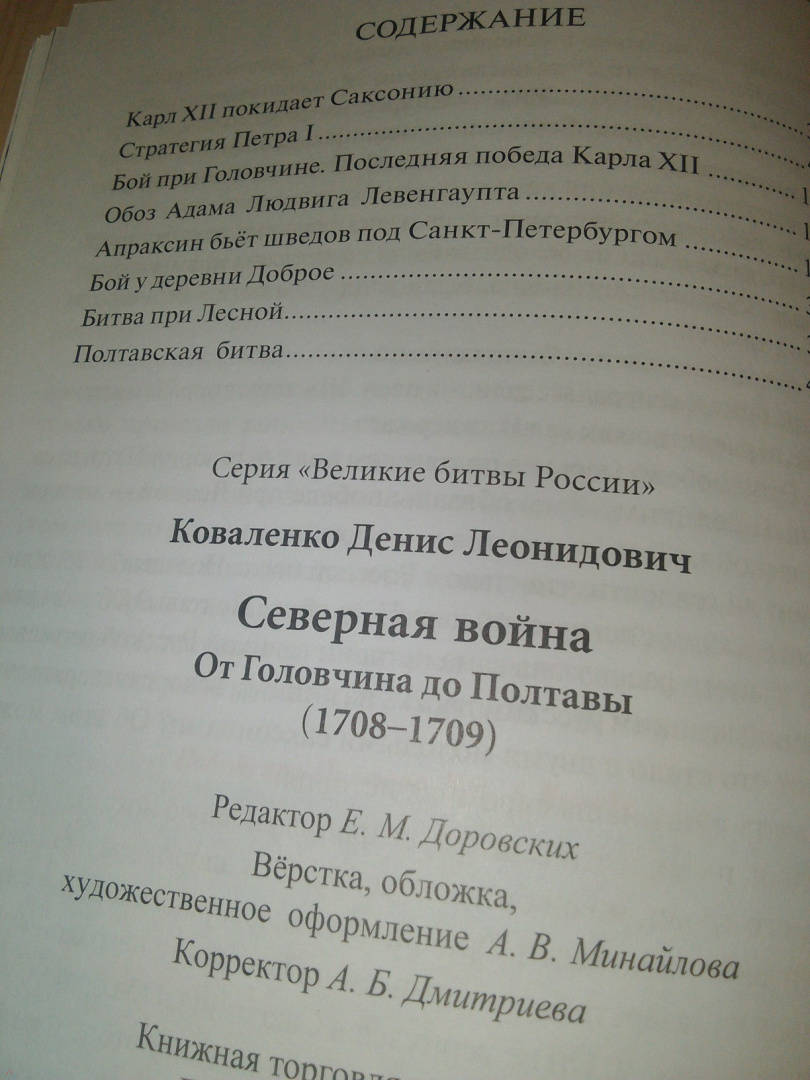 СОДЕРЖАНИЕ
Карл XII покидает Саксонию
Стратегия Петра I
Бой при Головчине. Последняя победа Карла XII
Обоз Адама Людвига Левенгаупта
Апраксин бьёт шведов под Санкт-Петербургом
Бой у деревни Доброе
Битва при Лесной
Полтавская битва
Серия «Великие битвы России»
Коваленко Денис Леонидович
Северная война
От Головчина до Полтавы
(1708–1709)
Редактор Е. М. Доровских
Вёрстка, обложка,
художественное оформление А. В. Минайлова
Корректор А. Б. Дмитриева
Книжная торговля